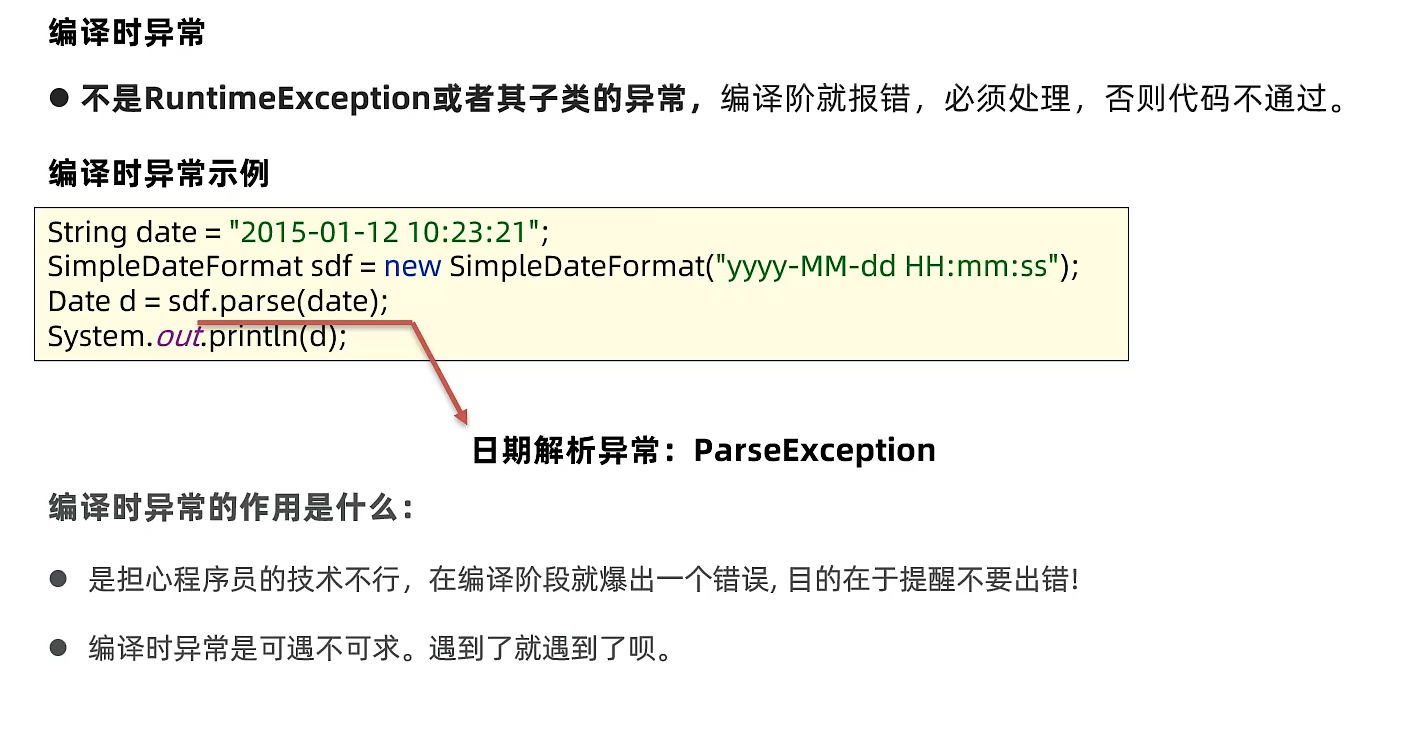 编译时异常
● 不是RuntimeException或者其子类的异常，编译阶就报错，必须处理，否则代码不通过。
编译时异常示例
String date = "2015-01-12 10:23:21";
SimpleDateFormat sdf = new SimpleDateFormat("yyyy-MM-dd HH:mm:ss");
Date d = sdf.parse(date);
System.out.println(d);
日期解析异常：ParseException
编译时异常的作用是什么：
● 是担心程序员的技术不行，在编译阶段就爆出一个错误, 目的在于提醒不要出错!
● 编译时异常是可遇不可求。遇到了就遇到了呗。